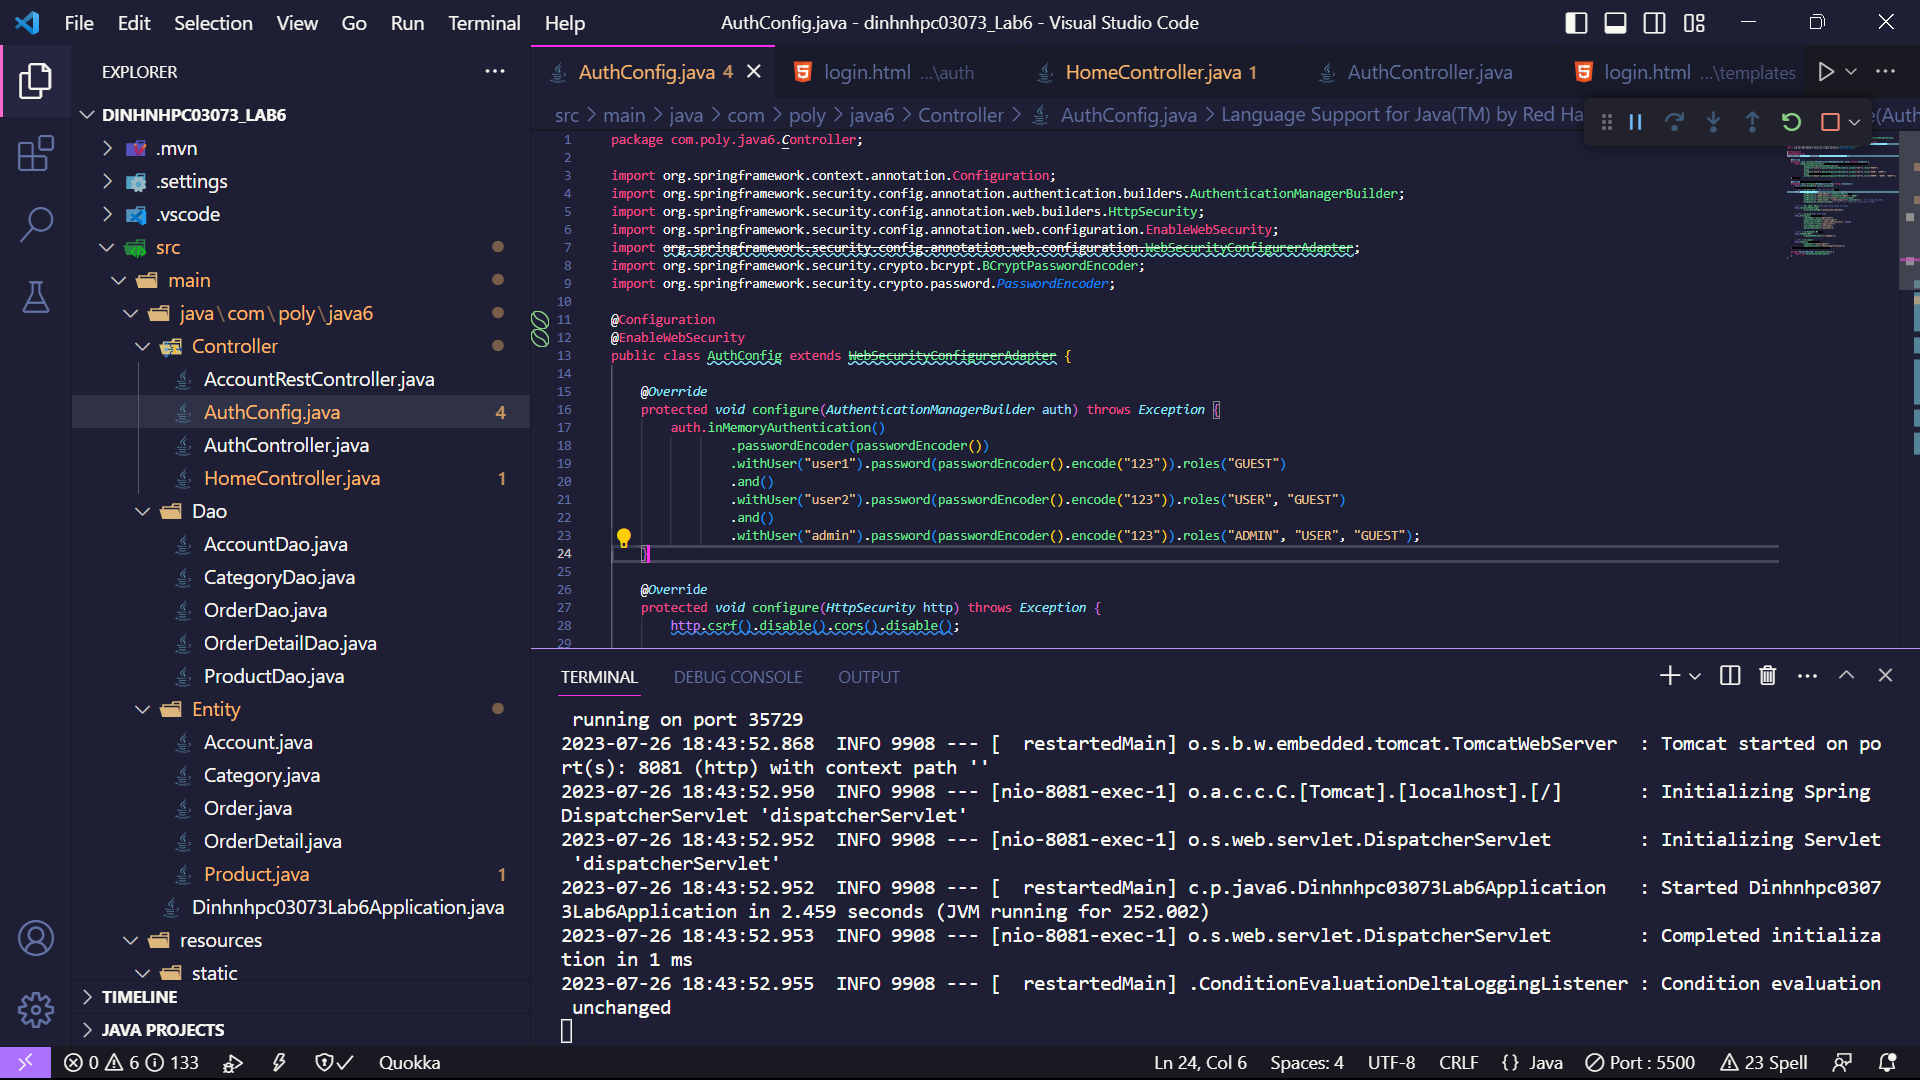 File Edit Selection View Go Run Terminal Help
AuthConfig.java - dinhnhpc03073_Lab6 - Visual Studio Code
EXPLORER
DINHNHPC03073_LAB6
.mvn
.settings
.vscode
src
main
java\com\poly\java6
Controller
AccountRestController.java
AuthConfig.java 4
AuthController.java
HomeController.java 1
Dao
AccountDao.java
CategoryDao.java
OrderDao.java
OrderDetailDao.java
ProductDao.java
Entity
Account.java
Category.java
Order.java
OrderDetail.java
Product.java 1
Dinhnhpc03073Lab6Application.java
resources
static
TIMELINE
JAVA PROJECTS
AuthConfig.java 4 login.html ...\auth HomeController.java 1 AuthController.java login.html ...\templates
src > main > java > com > poly > java6 > Controller > AuthConfig.java > Language Support for Java(TM) by Red Ha
1 package com.poly.java6.Controller;
2
3 import org.springframework.context.annotation.Configuration;
4 import org.springframework.security.config.annotation.authentication.builders.AuthenticationManagerBuilder;
5 import org.springframework.security.config.annotation.web.builders.HttpSecurity;
6 import org.springframework.security.config.annotation.web.configuration.EnableWebSecurity;
7 import org.springframework.security.config.annotation.web.configuration.WebSecurityConfigurerAdapter;
8 import org.springframework.security.crypto.bcrypt.BCryptPasswordEncoder;
9 import org.springframework.security.crypto.password.PasswordEncoder;
10
11 @Configuration
12 @EnableWebSecurity
13 public class AuthConfig extends WebSecurityConfigurerAdapter {
14
15 @Override
16 protected void configure(AuthenticationManagerBuilder auth) throws Exception {
17 auth.inMemoryAuthentication()
18 .passwordEncoder(passwordEncoder())
19 .withUser("user1").password(passwordEncoder().encode("123")).roles("GUEST")
20 .and()
21 .withUser("user2").password(passwordEncoder().encode("123")).roles("USER", "GUEST")
22 .and()
23 .withUser("admin").password(passwordEncoder().encode("123")).roles("ADMIN", "USER", "GUEST");
24 }
25
26 @Override
27 protected void configure(HttpSecurity http) throws Exception {
28 http.csrf().disable().cors().disable();
29
TERMINAL DEBUG CONSOLE OUTPUT
running on port 35729
2023-07-26 18:43:52.868 INFO 9908 --- [ restartedMain] o.s.b.w.embedded.tomcat.TomcatWebServer : Tomcat started on po
rt(s): 8081 (http) with context path ''
2023-07-26 18:43:52.950 INFO 9908 --- [nio-8081-exec-1] o.a.c.c.C.[Tomcat].[localhost].[/] : Initializing Spring
DispatcherServlet 'dispatcherServlet'
2023-07-26 18:43:52.952 INFO 9908 --- [nio-8081-exec-1] o.s.web.servlet.DispatcherServlet : Initializing Servlet
'dispatcherServlet'
2023-07-26 18:43:52.952 INFO 9908 --- [ restartedMain] c.p.java6.Dinhnhpc03073Lab6Application : Started Dinhnhpc0307
3Lab6Application in 2.459 seconds (JVM running for 252.002)
2023-07-26 18:43:52.953 INFO 9908 --- [nio-8081-exec-1] o.s.web.servlet.DispatcherServlet : Completed initializa
tion in 1 ms
2023-07-26 18:43:52.955 INFO 9908 --- [ restartedMain] .ConditionEvaluationDeltaLoggingListener : Condition evaluation
unchanged
0 6 133 Quokka Ln 24, Col 6 Spaces: 4 UTF-8 CRLF {} Java Port : 5500 23 Spell